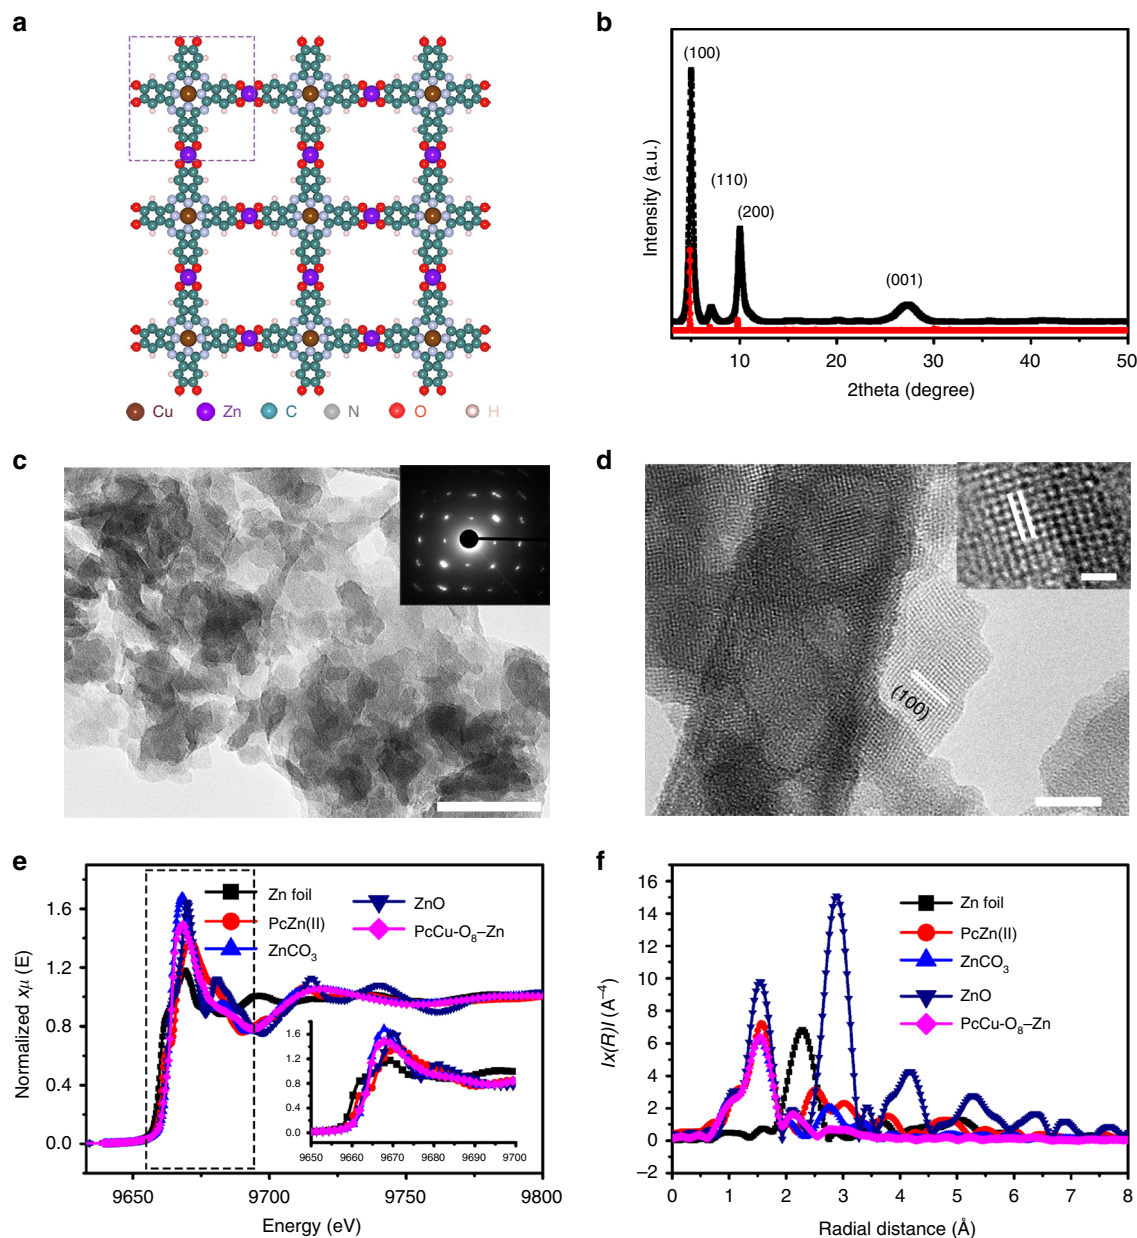 a
Cu Zn C N O H
b
(100)
(110)
(200)
(001)
Intensity (a.u.)
10 20 30 40 50
2theta (degree)
c
d
(100)
e
Zn foil
PcZn(II)
ZnCO₃
ZnO
PcCu-O₈–Zn
Normalized xμ (E)
1.6
1.2
0.8
0.4
0.0
1.6
1.2
0.8
0.4
0.0
9650 9660 9670 9680 9690 9700
9650 9700 9750 9800
Energy (eV)
f
Zn foil
PcZn(II)
ZnCO₃
ZnO
PcCu-O₈–Zn
Ix(R)I (A⁻⁴)
16
14
12
10
8
6
4
2
0
–2
0 1 2 3 4 5 6 7 8
Radial distance (Å)